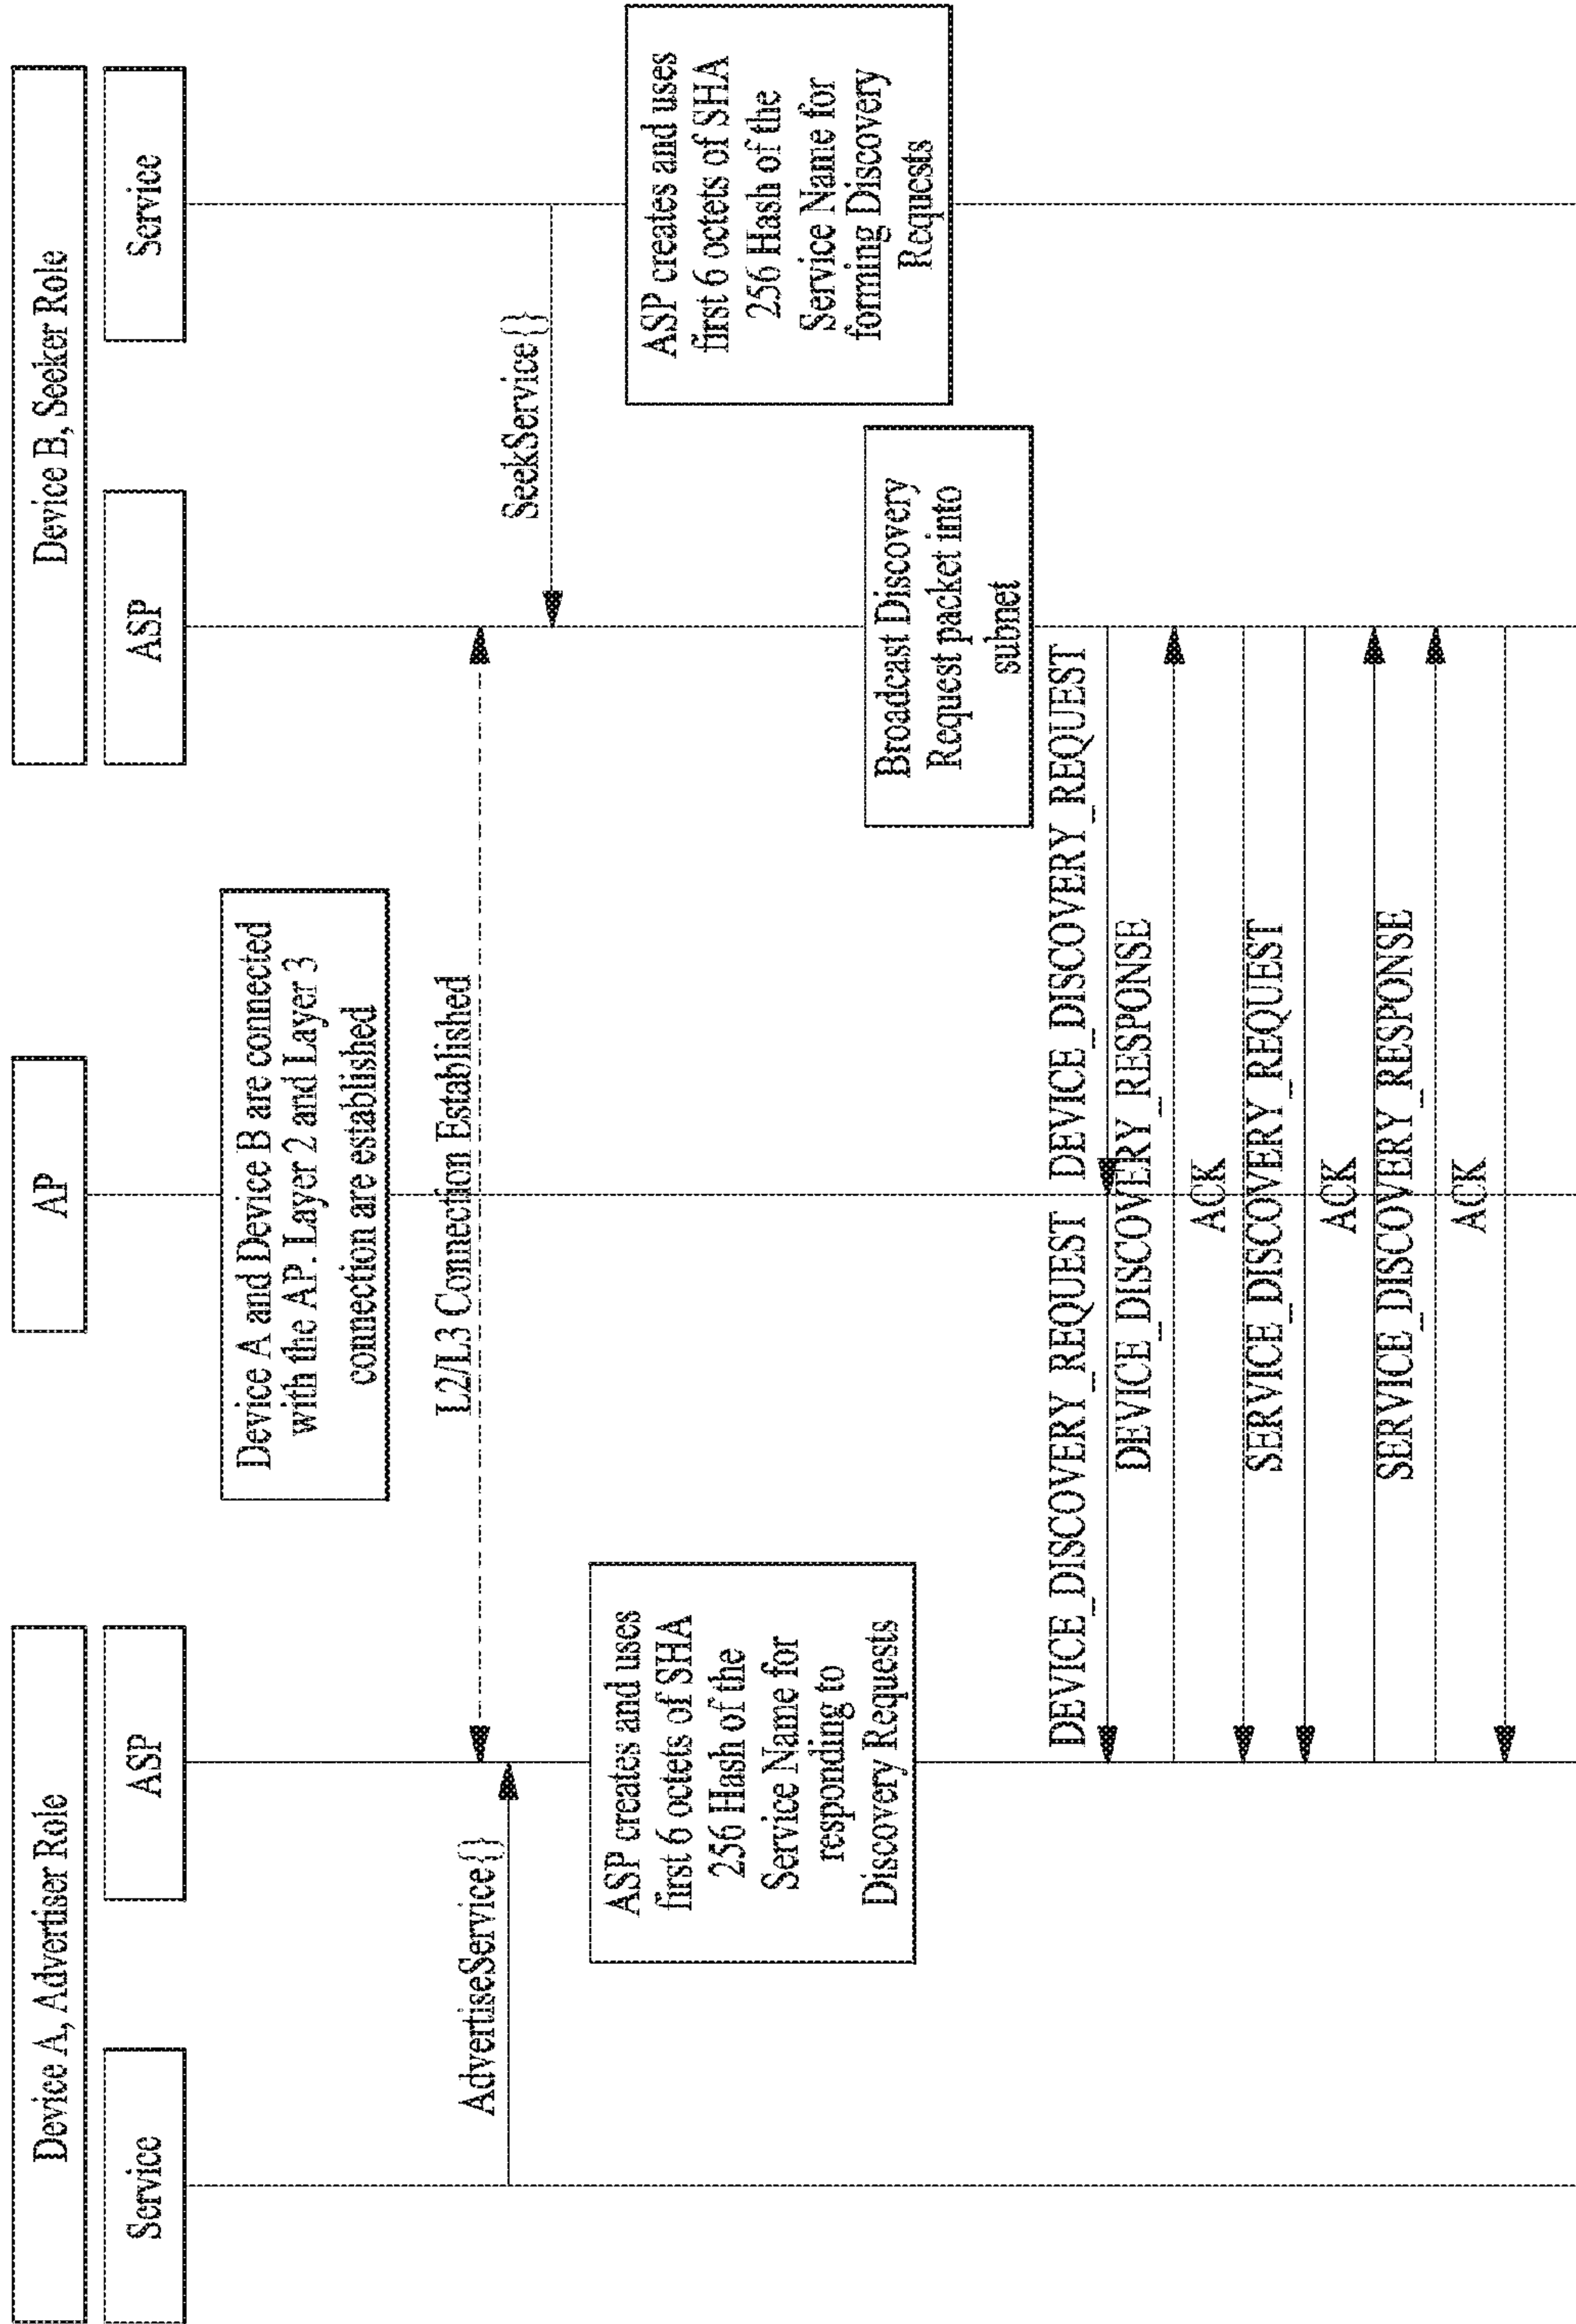 Device A, Advertiser Role
AP
Device B, Seeker Role
Service
ASP
ASP
Service
Device A and Device B are connected
with the AP. Layer 2 and Layer 3
connection are established
L2/L3 Connection Established
AdvertiseService{}
SeekService{}
ASP creates and uses
first 6 octets of SHA
256 Hash of the
Service Name for
responding to
Discovery Requests
ASP creates and uses
first 6 octets of SHA
256 Hash of the
Service Name for
forming Discovery
Requests
Broadcast Discovery
Request packet into
subnet
DEVICE_DISCOVERY_REQUEST
DEVICE_DISCOVERY_REQUEST
DEVICE_DISCOVERY_RESPONSE
ACK
SERVICE_DISCOVERY_REQUEST
ACK
SERVICE_DISCOVERY_RESPONSE
ACK